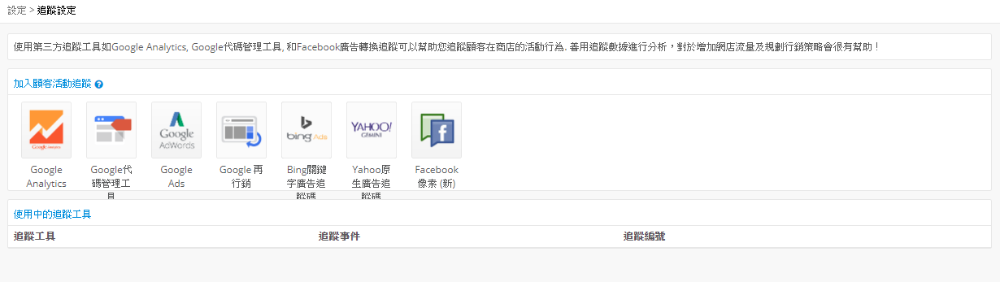 設定 > 追蹤設定
使用第三方追蹤工具如Google Analytics, Google代碼管理工具, 和Facebook廣告轉換追蹤可以幫助您追蹤顧客在商店的活動行為. 善用追蹤數據進行分析，對於增加網店流量及規劃行銷策略會很有幫助！
加入顧客活動追蹤 ?
Google
AdWords
bing Ads
YAHOO!
GEMINI
Google
Analytics
Google代
碼管理工
具
Google
Ads
Google 再
行銷
Bing關鍵
字廣告追
蹤碼
Yahoo原
生廣告追
蹤碼
Facebook
像素 (新)
使用中的追蹤工具
追蹤工具 追蹤事件 追蹤編號